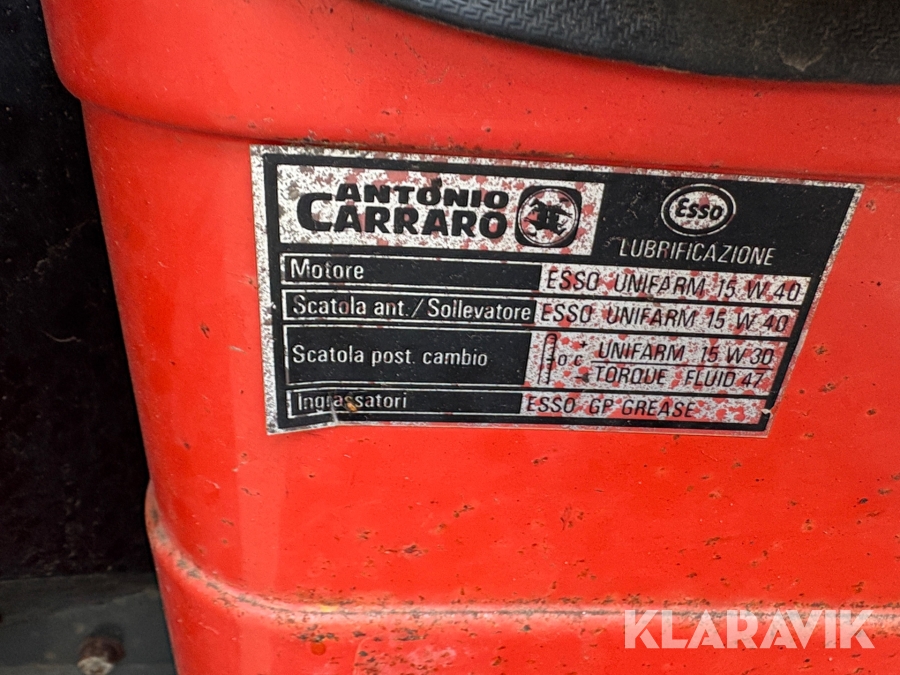 ANTONIO
CARRARO
Esso
LUBRIFICAZIONE
Motore ESSO UNIFARM 15 W 40
Scatola ant./Sollevatore ESSO UNIFARM 15 W 40
Scatola post. cambio + UNIFARM 15 W 30
TORQUE FLUID 47
Ingrassatori ESSO GP GREASE
KLARAVIK